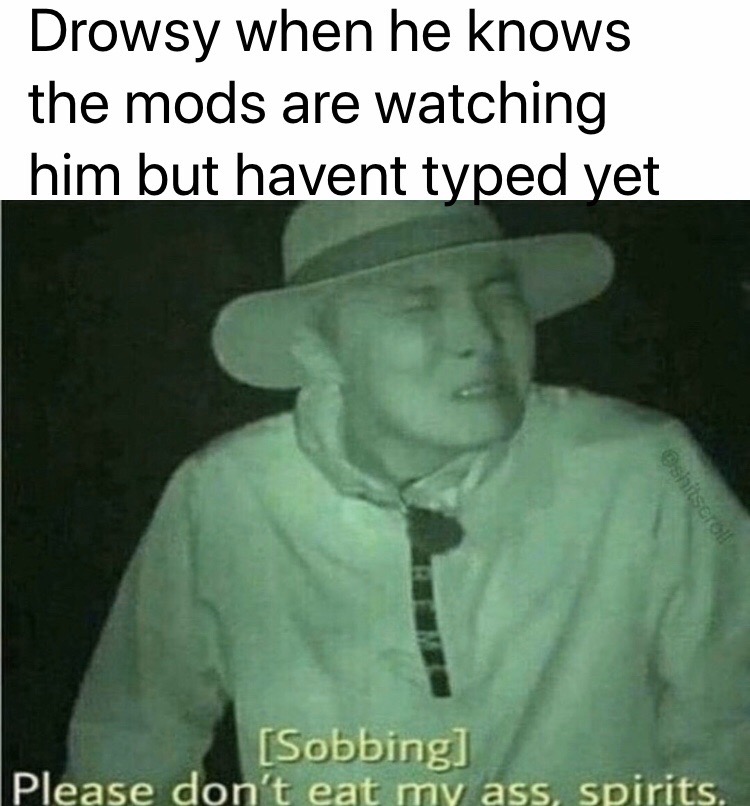 Drowsy when he knows
the mods are watching
him but havent typed yet
@shitscroll
[Sobbing]
Please don't eat my ass, spirits.